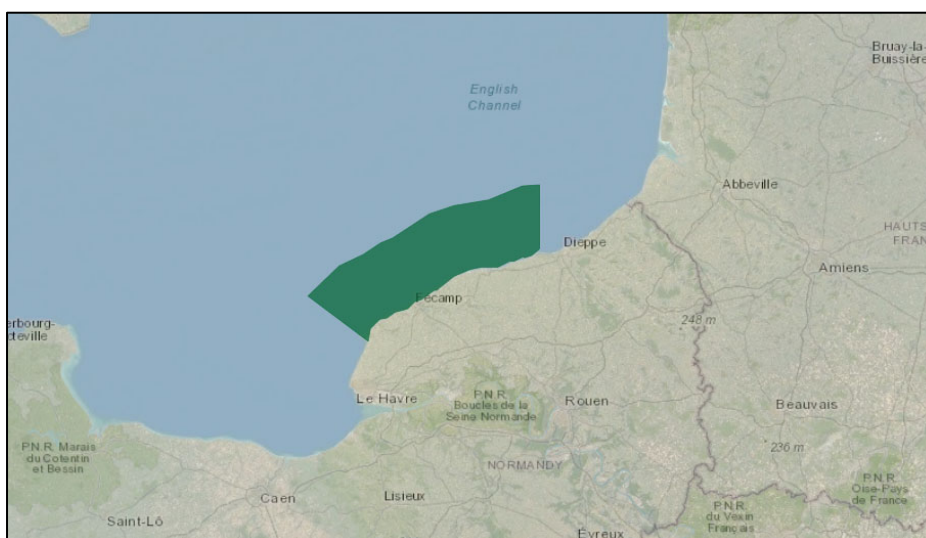 Bruay-la-
Buissière
English
Channel
Abbeville
HAUTS
FRAN
Dieppe
Amiens
Fécamp
248 m
erbourg-
cteville
Le Havre
P.N.R.
Boucles de la
Seine Normande
Rouen
Beauvais
P.N.R. Marais
du Cotentin
et Bessin
236 m
NORMANDY
P.N.R.
Oise-Pays
de France
Lisieux
Caen
P.N.R.
du Vexin
Français
Saint-Lô
Évreux